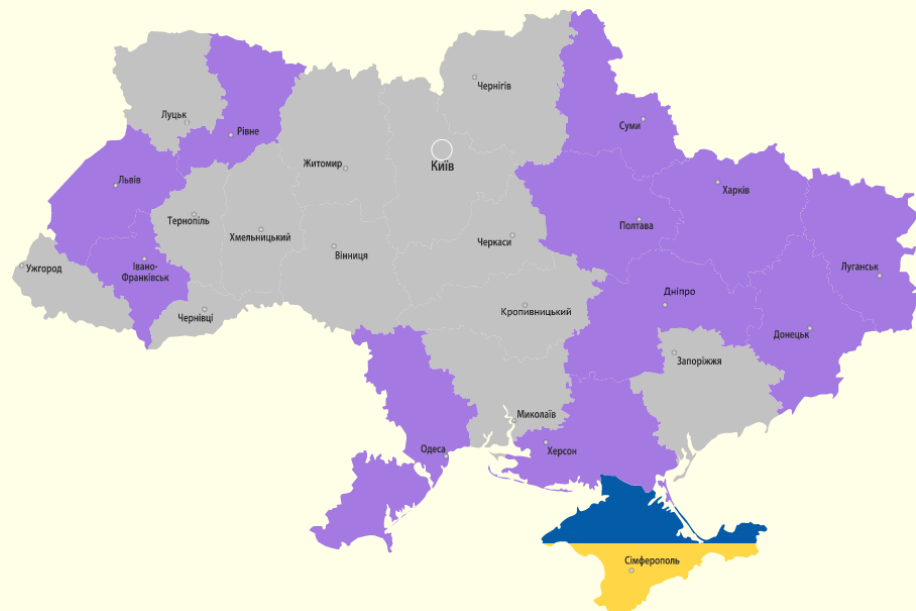 Чернігів
Луцьк
Суми
Рівне
Київ
Житомир
Львів
Харків
Тернопіль
Полтава
Хмельницький
Черкаси
Вінниця
Івано-
Франківськ
Ужгород
Луганськ
Дніпро
Кропивницький
Чернівці
Донецьк
Запоріжжя
Миколаїв
Одеса
Херсон
Сімферополь